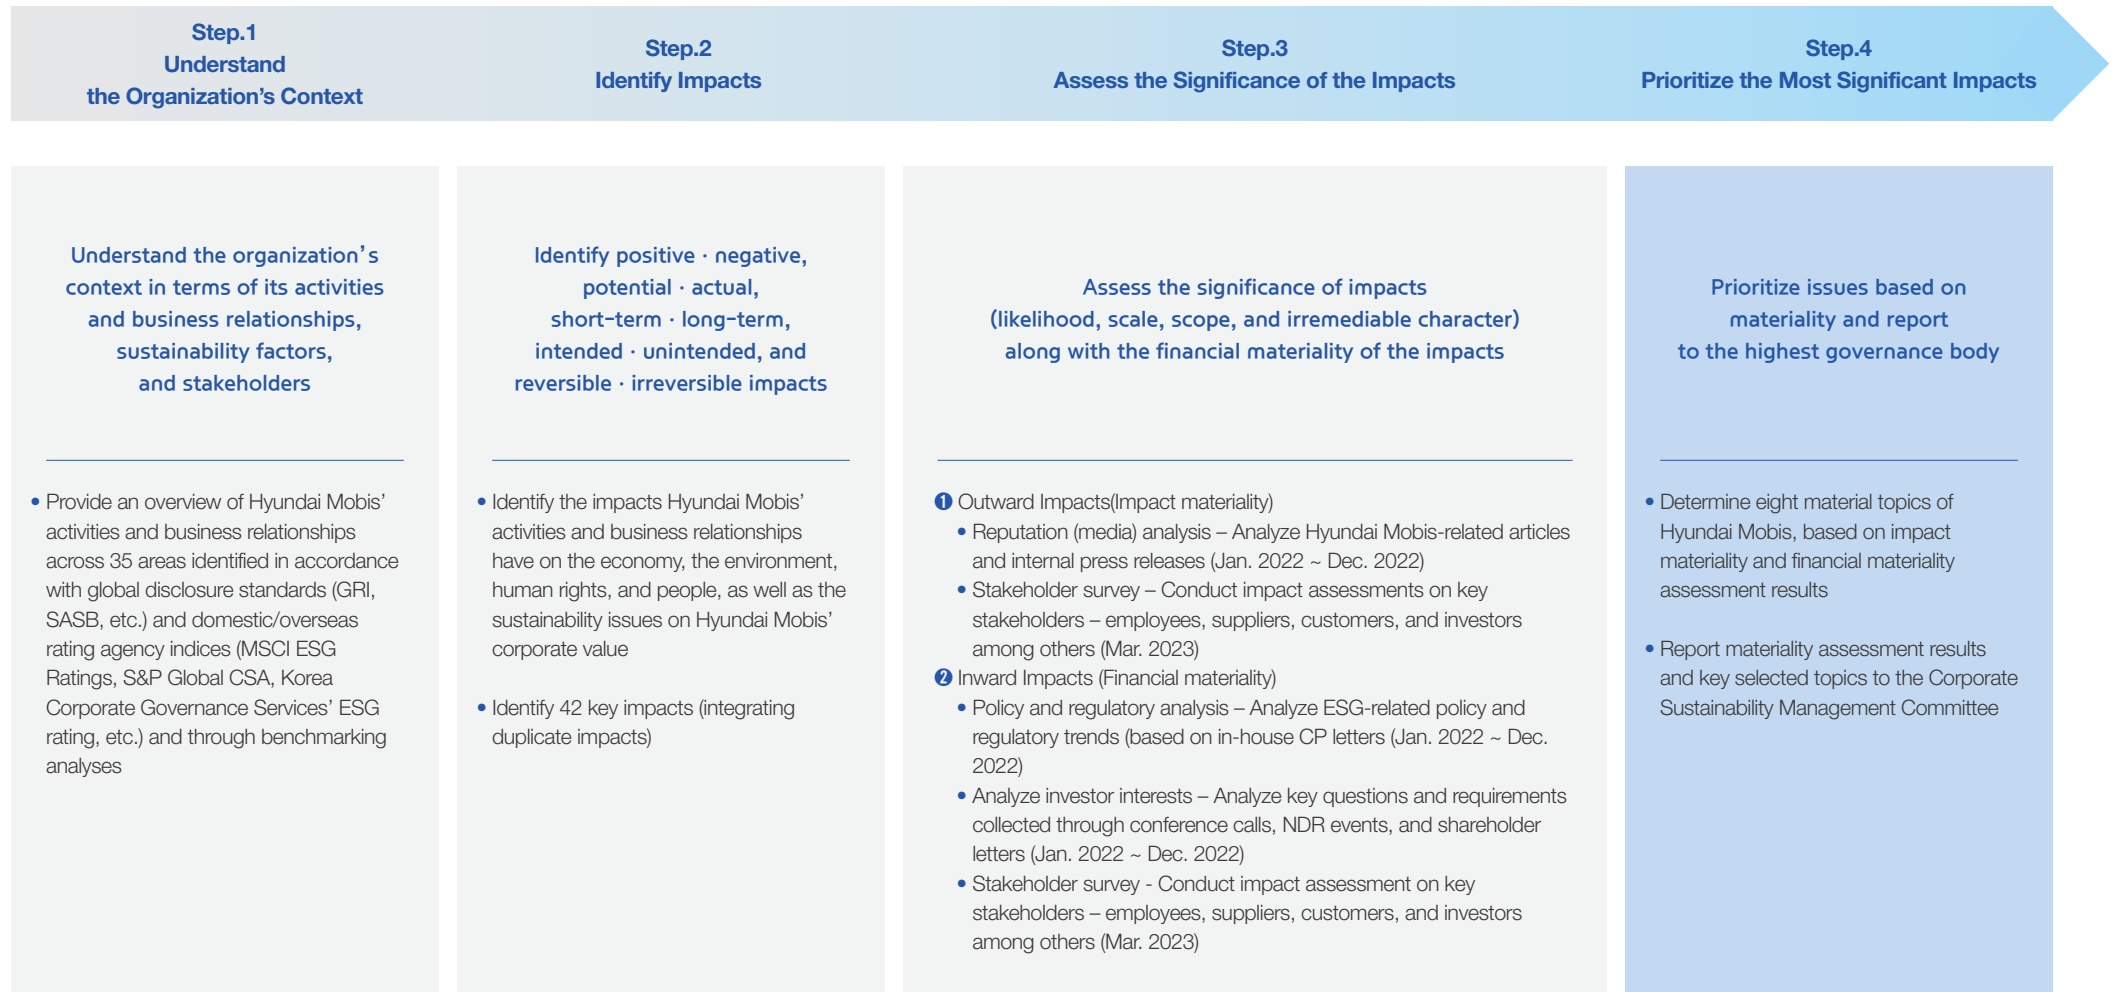 Step.1
Understand
the Organization's Context
Step.2
Identify Impacts
Step.3
Assess the Significance of the Impacts
Step.4
Prioritize the Most Significant Impacts
Understand the organization's
context in terms of its activities
and business relationships,
sustainability factors,
and stakeholders
• Provide an overview of Hyundai Mobis'
activities and business relationships
across 35 areas identified in accordance
with global disclosure standards (GRI,
SASB, etc.) and domestic/overseas
rating agency indices (MSCI ESG
Ratings, S&P Global CSA, Korea
Corporate Governance Services' ESG
rating, etc.) and through benchmarking
analyses
Identify positive · negative,
potential · actual,
short-term · long-term,
intended · unintended, and
reversible · irreversible impacts
• Identify the impacts Hyundai Mobis'
activities and business relationships
have on the economy, the environment,
human rights, and people, as well as the
sustainability issues on Hyundai Mobis'
corporate value
• Identify 42 key impacts (integrating
duplicate impacts)
Assess the significance of impacts
(likelihood, scale, scope, and irremediable character)
along with the financial materiality of the impacts
❶ Outward Impacts(Impact materiality)
• Reputation (media) analysis – Analyze Hyundai Mobis-related articles
and internal press releases (Jan. 2022 ~ Dec. 2022)
• Stakeholder survey – Conduct impact assessments on key
stakeholders – employees, suppliers, customers, and investors
among others (Mar. 2023)
❷ Inward Impacts (Financial materiality)
• Policy and regulatory analysis – Analyze ESG-related policy and
regulatory trends (based on in-house CP letters (Jan. 2022 ~ Dec.
2022)
• Analyze investor interests – Analyze key questions and requirements
collected through conference calls, NDR events, and shareholder
letters (Jan. 2022 ~ Dec. 2022)
• Stakeholder survey - Conduct impact assessment on key
stakeholders – employees, suppliers, customers, and investors
among others (Mar. 2023)
Prioritize issues based on
materiality and report
to the highest governance body
• Determine eight material topics of
Hyundai Mobis, based on impact
materiality and financial materiality
assessment results
• Report materiality assessment results
and key selected topics to the Corporate
Sustainability Management Committee